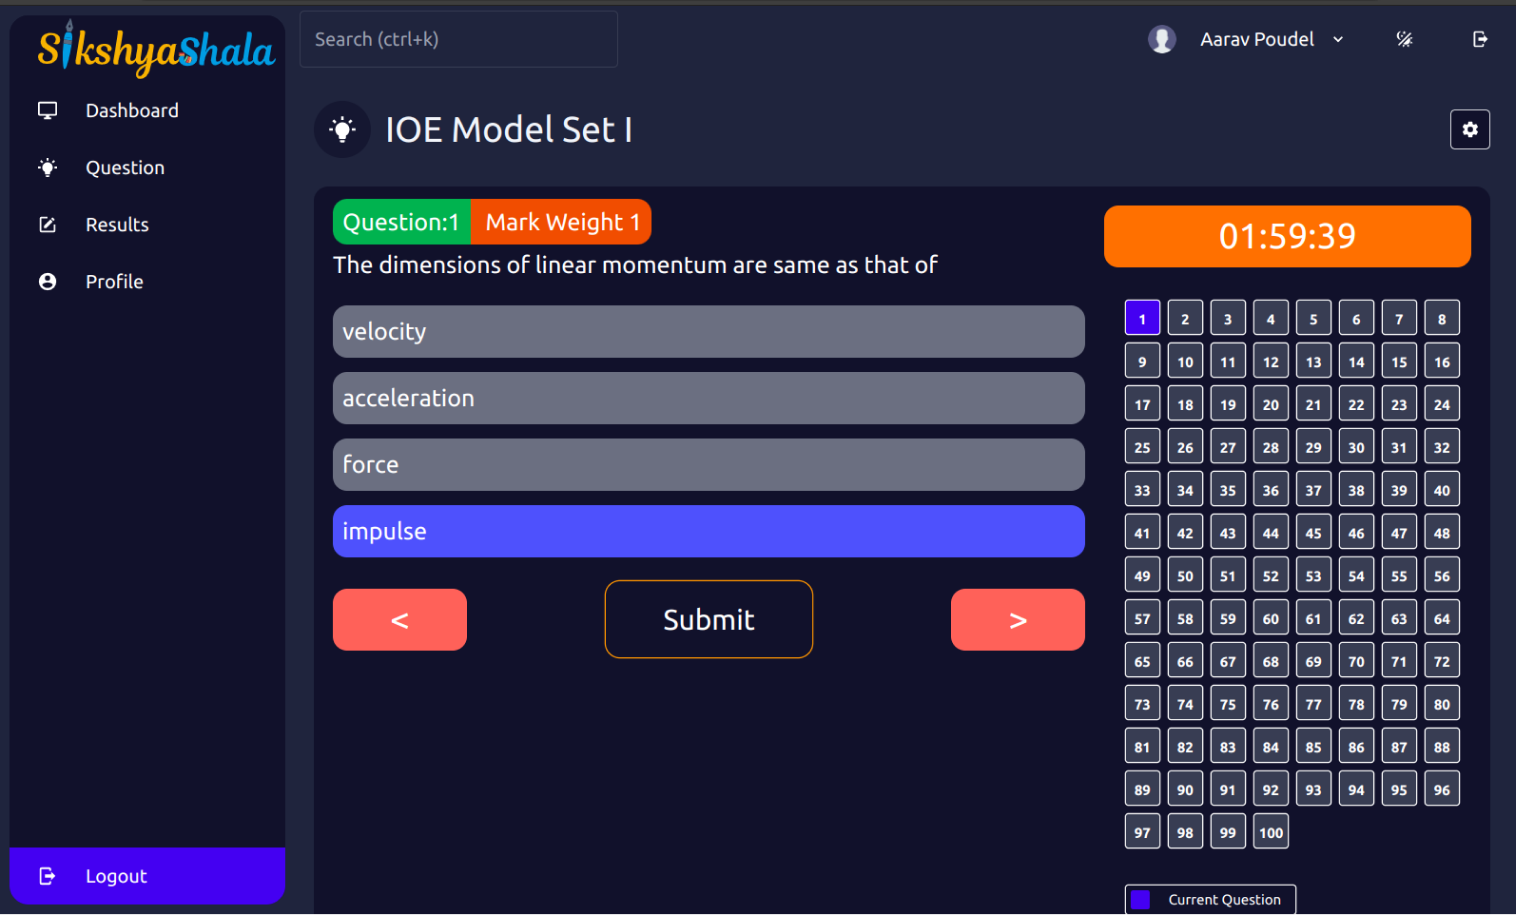 SikshyaShala
Search (ctrl+k)
Aarav Poudel
Dashboard
Question
Results
Profile
Logout
IOE Model Set I
Question:1 Mark Weight 1
The dimensions of linear momentum are same as that of
velocity
acceleration
force
impulse
< Submit >
01:59:39
1 2 3 4 5 6 7 8
9 10 11 12 13 14 15 16
17 18 19 20 21 22 23 24
25 26 27 28 29 30 31 32
33 34 35 36 37 38 39 40
41 42 43 44 45 46 47 48
49 50 51 52 53 54 55 56
57 58 59 60 61 62 63 64
65 66 67 68 69 70 71 72
73 74 75 76 77 78 79 80
81 82 83 84 85 86 87 88
89 90 91 92 93 94 95 96
97 98 99 100
Current Question